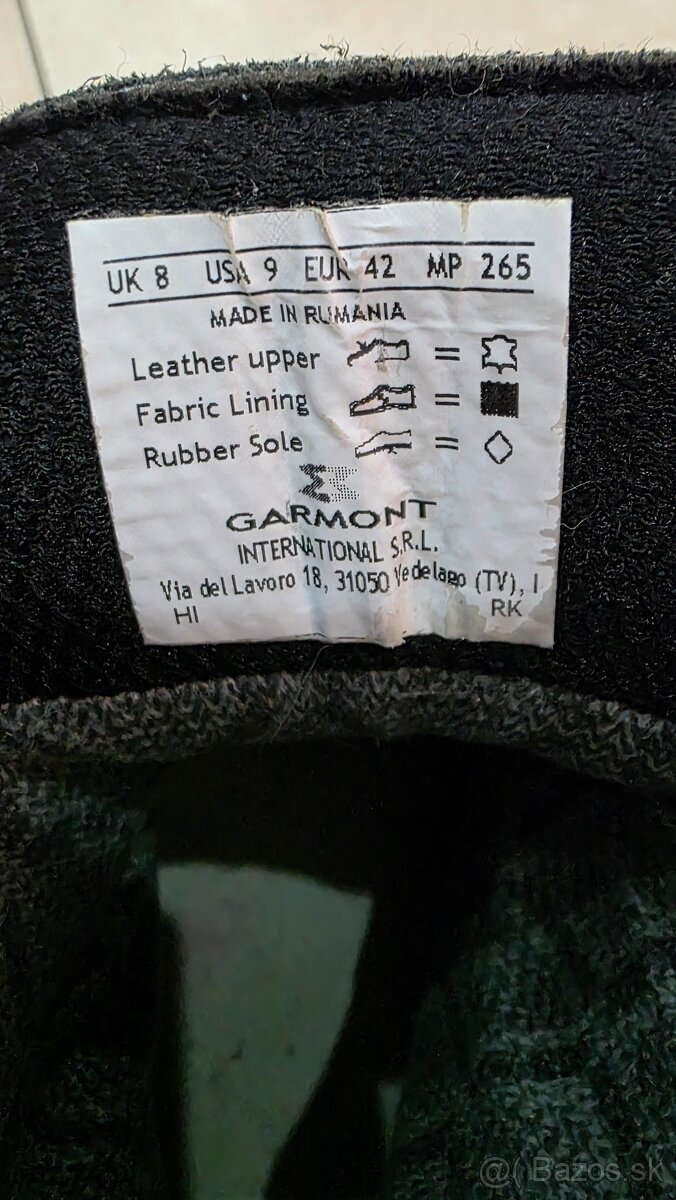 UK 8 USA 9 EUR 42 MP 265
MADE IN RUMANIA
Leather upper =
Fabric Lining =
Rubber Sole =
GARMONT
INTERNATIONAL S.R.L.
Via del Lavoro 18, 31050 Vedelago (TV), I
HI RK
@( Bazos.sk